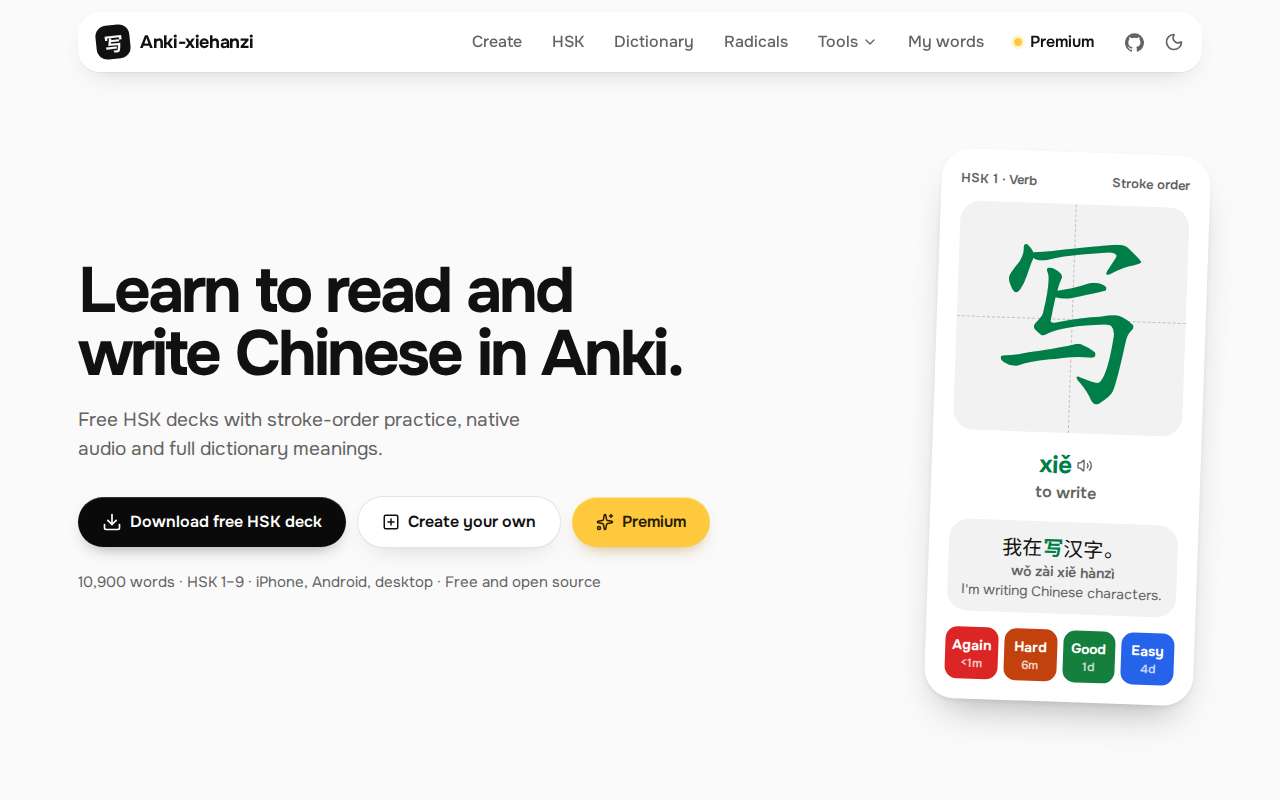 写 Anki-xiehanzi
Create HSK Dictionary Radicals Tools My words Premium
Learn to read and
write Chinese in Anki.
Free HSK decks with stroke-order practice, native
audio and full dictionary meanings.
Download free HSK deck Create your own Premium
10,900 words · HSK 1–9 · iPhone, Android, desktop · Free and open source
HSK 1 · Verb Stroke order
写
xiě
to write
我在写汉字。
wǒ zài xiě hànzì
I'm writing Chinese characters.
Again Hard Good Easy
<1m 6m 1d 4d